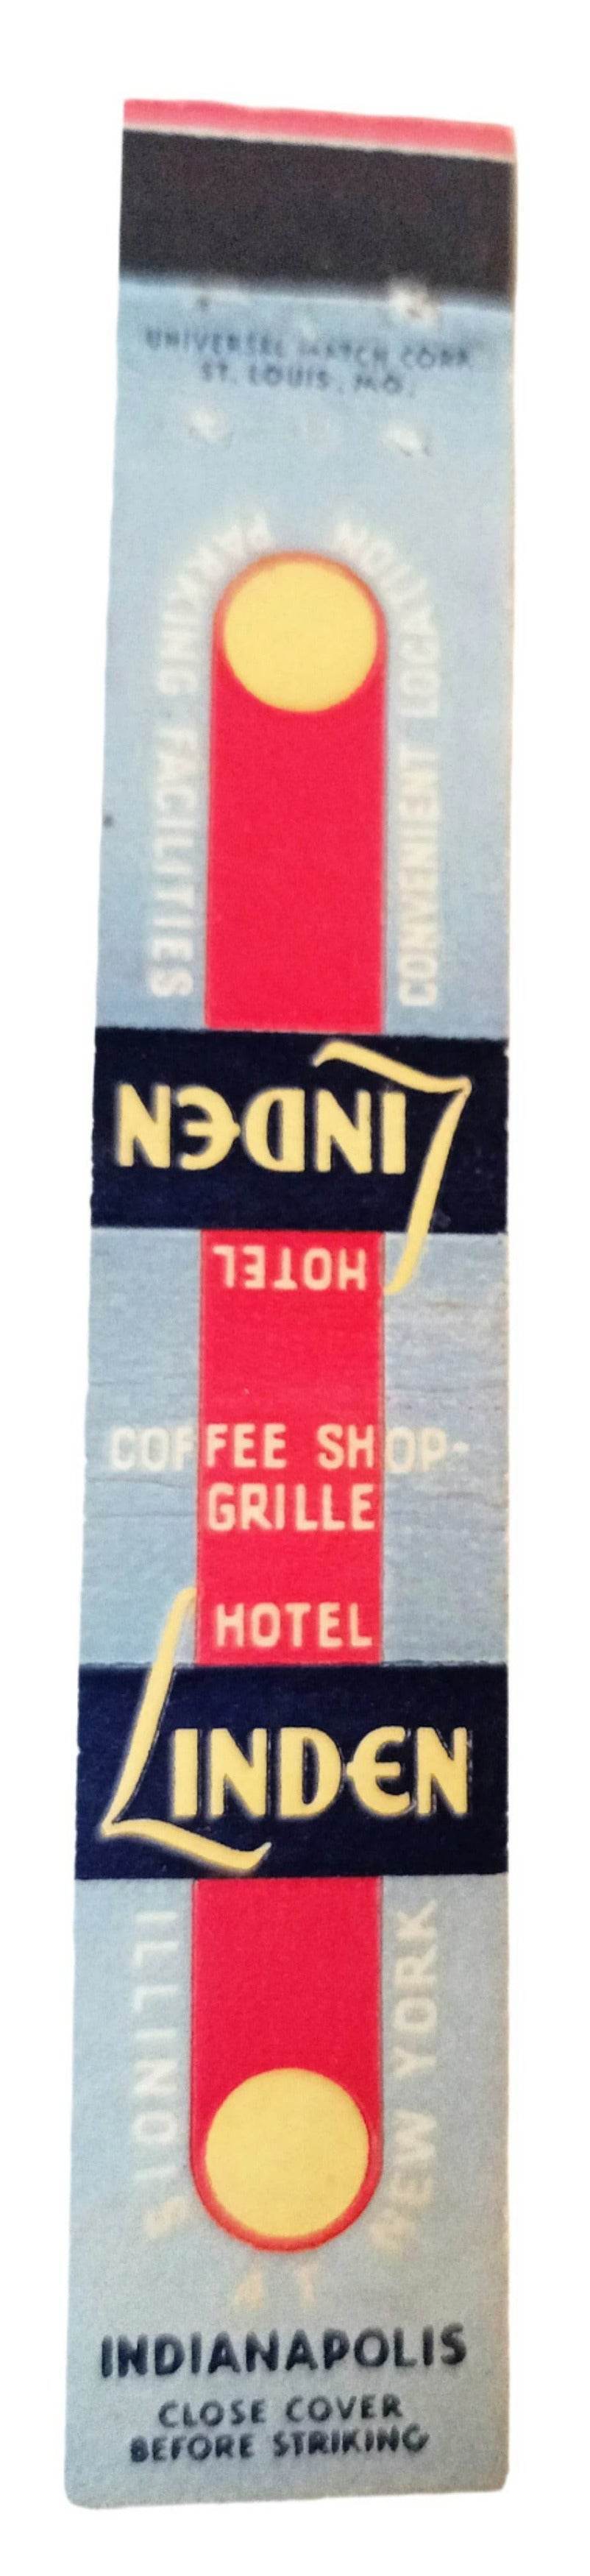 UNIVERSAL MATCH CORP.
ST. LOUIS, MO.
CONVENIENT LOCATION
PARKING FACILITIES
LINDEN
HOTEL
COFFEE SHOP-
GRILLE
HOTEL
LINDEN
ILLINOIS
AT
NEW YORK
INDIANAPOLIS
CLOSE COVER
BEFORE STRIKING